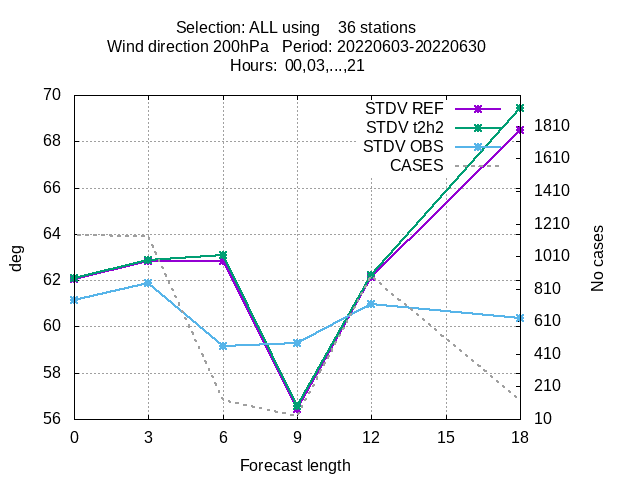 Selection: ALL using    36 stations
Wind direction 200hPa   Period: 20220603-20220630
Hours:  00,03,...,21
STDV REF
STDV t2h2
STDV OBS
CASES
70
68
66
64
62
60
58
56
deg
1810
1610
1410
1210
1010
810
610
410
210
10
No cases
0 3 6 9 12 15 18
Forecast length